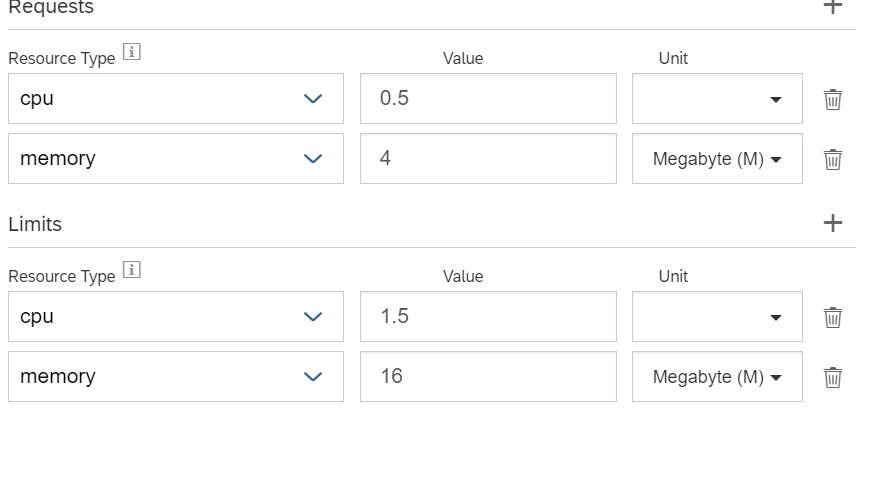 Requests +
Resource Type i Value Unit
cpu 0.5
memory 4 Megabyte (M)
Limits +
Resource Type i Value Unit
cpu 1.5
memory 16 Megabyte (M)